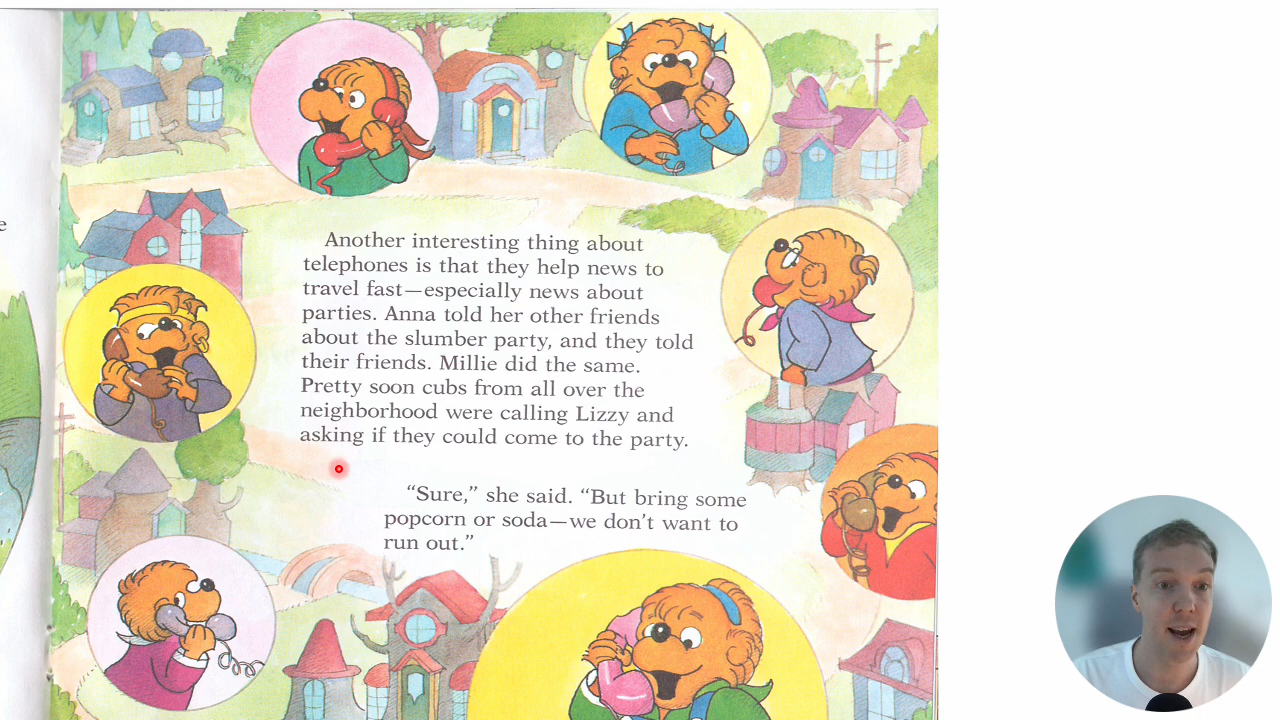 Another interesting thing about
telephones is that they help news to
travel fast—especially news about
parties. Anna told her other friends
about the slumber party, and they told
their friends. Millie did the same.
Pretty soon cubs from all over the
neighborhood were calling Lizzy and
asking if they could come to the party.
“Sure,” she said. “But bring some
popcorn or soda—we don’t want to
run out.”